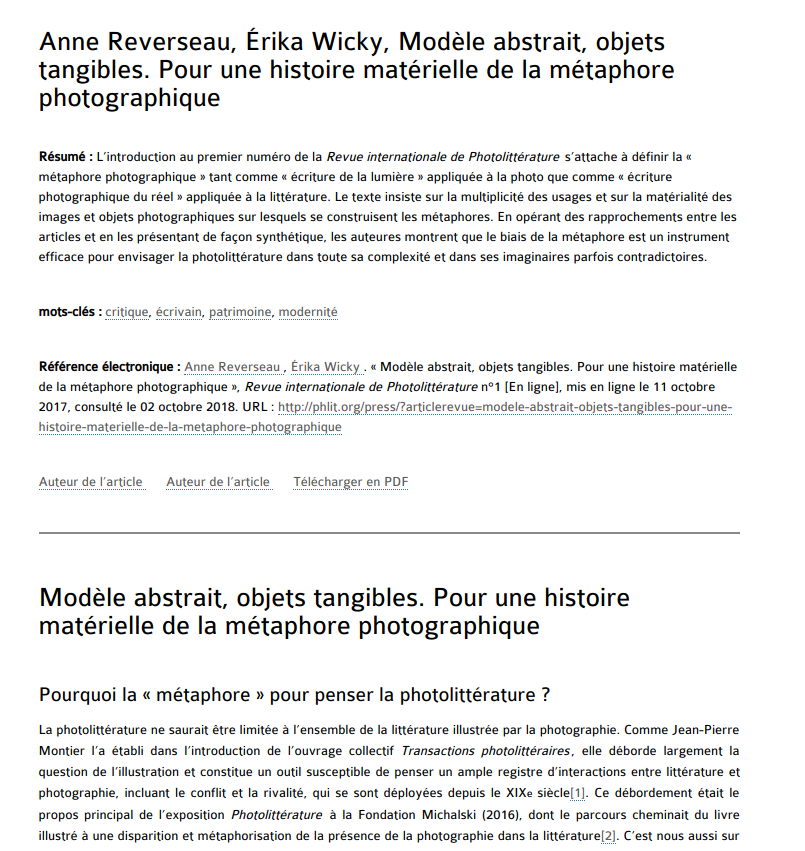 Anne Reverseau, Érika Wicky, Modèle abstrait, objets
tangibles. Pour une histoire matérielle de la métaphore
photographique
Résumé : L’introduction au premier numéro de la Revue internationale de Photolittérature s’attache à définir la «
métaphore photographique » tant comme « écriture de la lumière » appliquée à la photo que comme « écriture
photographique du réel » appliquée à la littérature. Le texte insiste sur la multiplicité des usages et sur la matérialité des
images et objets photographiques sur lesquels se construisent les métaphores. En opérant des rapprochements entre les
articles et en les présentant de façon synthétique, les auteures montrent que le biais de la métaphore est un instrument
efficace pour envisager la photolittérature dans toute sa complexité et dans ses imaginaires parfois contradictoires.
mots-clés : critique, écrivain, patrimoine, modernité
Référence électronique : Anne Reverseau , Érika Wicky . « Modèle abstrait, objets tangibles. Pour une histoire matérielle
de la métaphore photographique », Revue internationale de Photolittérature n°1 [En ligne], mis en ligne le 11 octobre
2017, consulté le 02 octobre 2018. URL : http://phlit.org/press/?articlerevue=modele-abstrait-objets-tangibles-pour-une-
histoire-materielle-de-la-metaphore-photographique
Auteur de l’article Auteur de l’article Télécharger en PDF
Modèle abstrait, objets tangibles. Pour une histoire
matérielle de la métaphore photographique
Pourquoi la « métaphore » pour penser la photolittérature ?
La photolittérature ne saurait être limitée à l’ensemble de la littérature illustrée par la photographie. Comme Jean-Pierre
Montier l’a établi dans l’introduction de l’ouvrage collectif Transactions photolittéraires, elle déborde largement la
question de l’illustration et constitue un outil susceptible de penser un ample registre d’interactions entre littérature et
photographie, incluant le conflit et la rivalité, qui se sont déployées depuis le XIXe siècle[1]. Ce débordement était le
propos principal de l’exposition Photolittérature à la Fondation Michalski (2016), dont le parcours cheminait du livre
illustré à une disparition et métaphorisation de la présence de la photographie dans la littérature[2]. C’est nous aussi sur